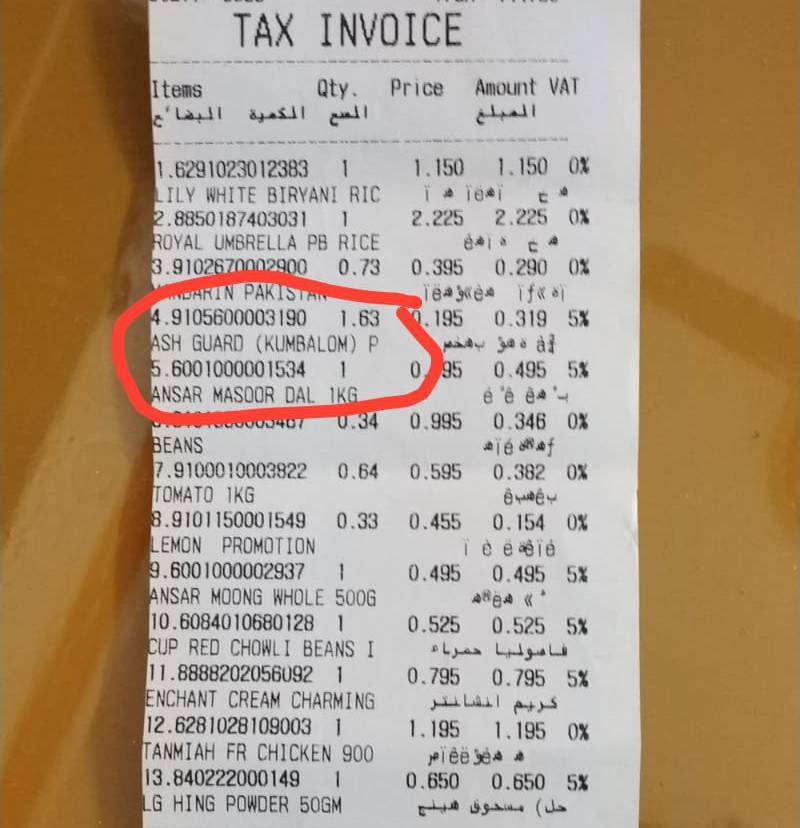 TAX INVOICE
Items Qty. Price Amount VAT
البضائع الكمية السع المبلغ
1.6291023012383 1 1.150 1.150 0%
LILY WHITE BIRYANI RIC
2.8850187403031 1 2.225 2.225 0%
ROYAL UMBRELLA PB RICE
3.9102670002900 0.73 0.395 0.290 0%
MANDARIN PAKISTAN
4.9105600003190 1.63 0.195 0.319 5%
ASH GUARD (KUMBALOM) P
5.6001000001534 1 0.495 0.495 5%
ANSAR MASOOR DAL 1KG
0.34 0.995 0.346 0%
BEANS
7.9100010003822 0.64 0.595 0.382 0%
TOMATO 1KG
8.9101150001549 0.33 0.455 0.154 0%
LEMON PROMOTION
9.6001000002937 1 0.495 0.495 5%
ANSAR MOONG WHOLE 500G
10.6084010680128 1 0.525 0.525 5%
CUP RED CHOWLI BEANS I فاصوليا حمراء
11.8888202056092 1 0.795 0.795 5%
ENCHANT CREAM CHARMING كريم انشانتر
12.6281028109003 1 1.195 1.195 0%
TANMIAH FR CHICKEN 900
13.840222000149 1 0.650 0.650 5%
LG HING POWDER 50GM حل) مسحوق هينج